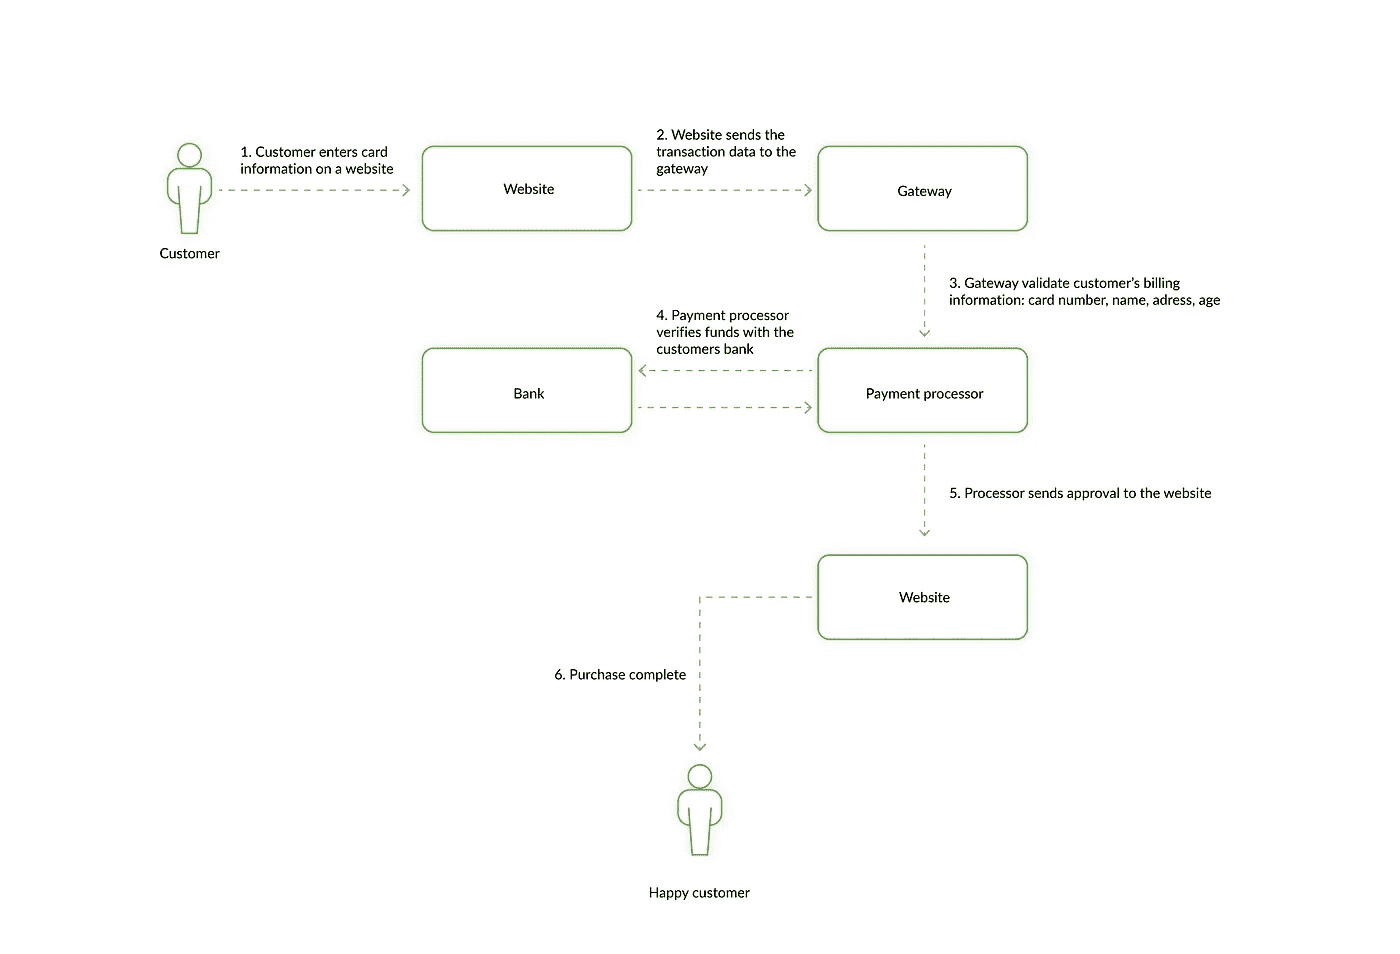 1. Customer enters card
information on a website
Customer
Website
2. Website sends the
transaction data to the
gateway
Gateway
3. Gateway validate customer's billing
information: card number, name, adress, age
4. Payment processor
verifies funds with the
customers bank
Bank
Payment processor
5. Processor sends approval to the website
Website
6. Purchase complete
Happy customer